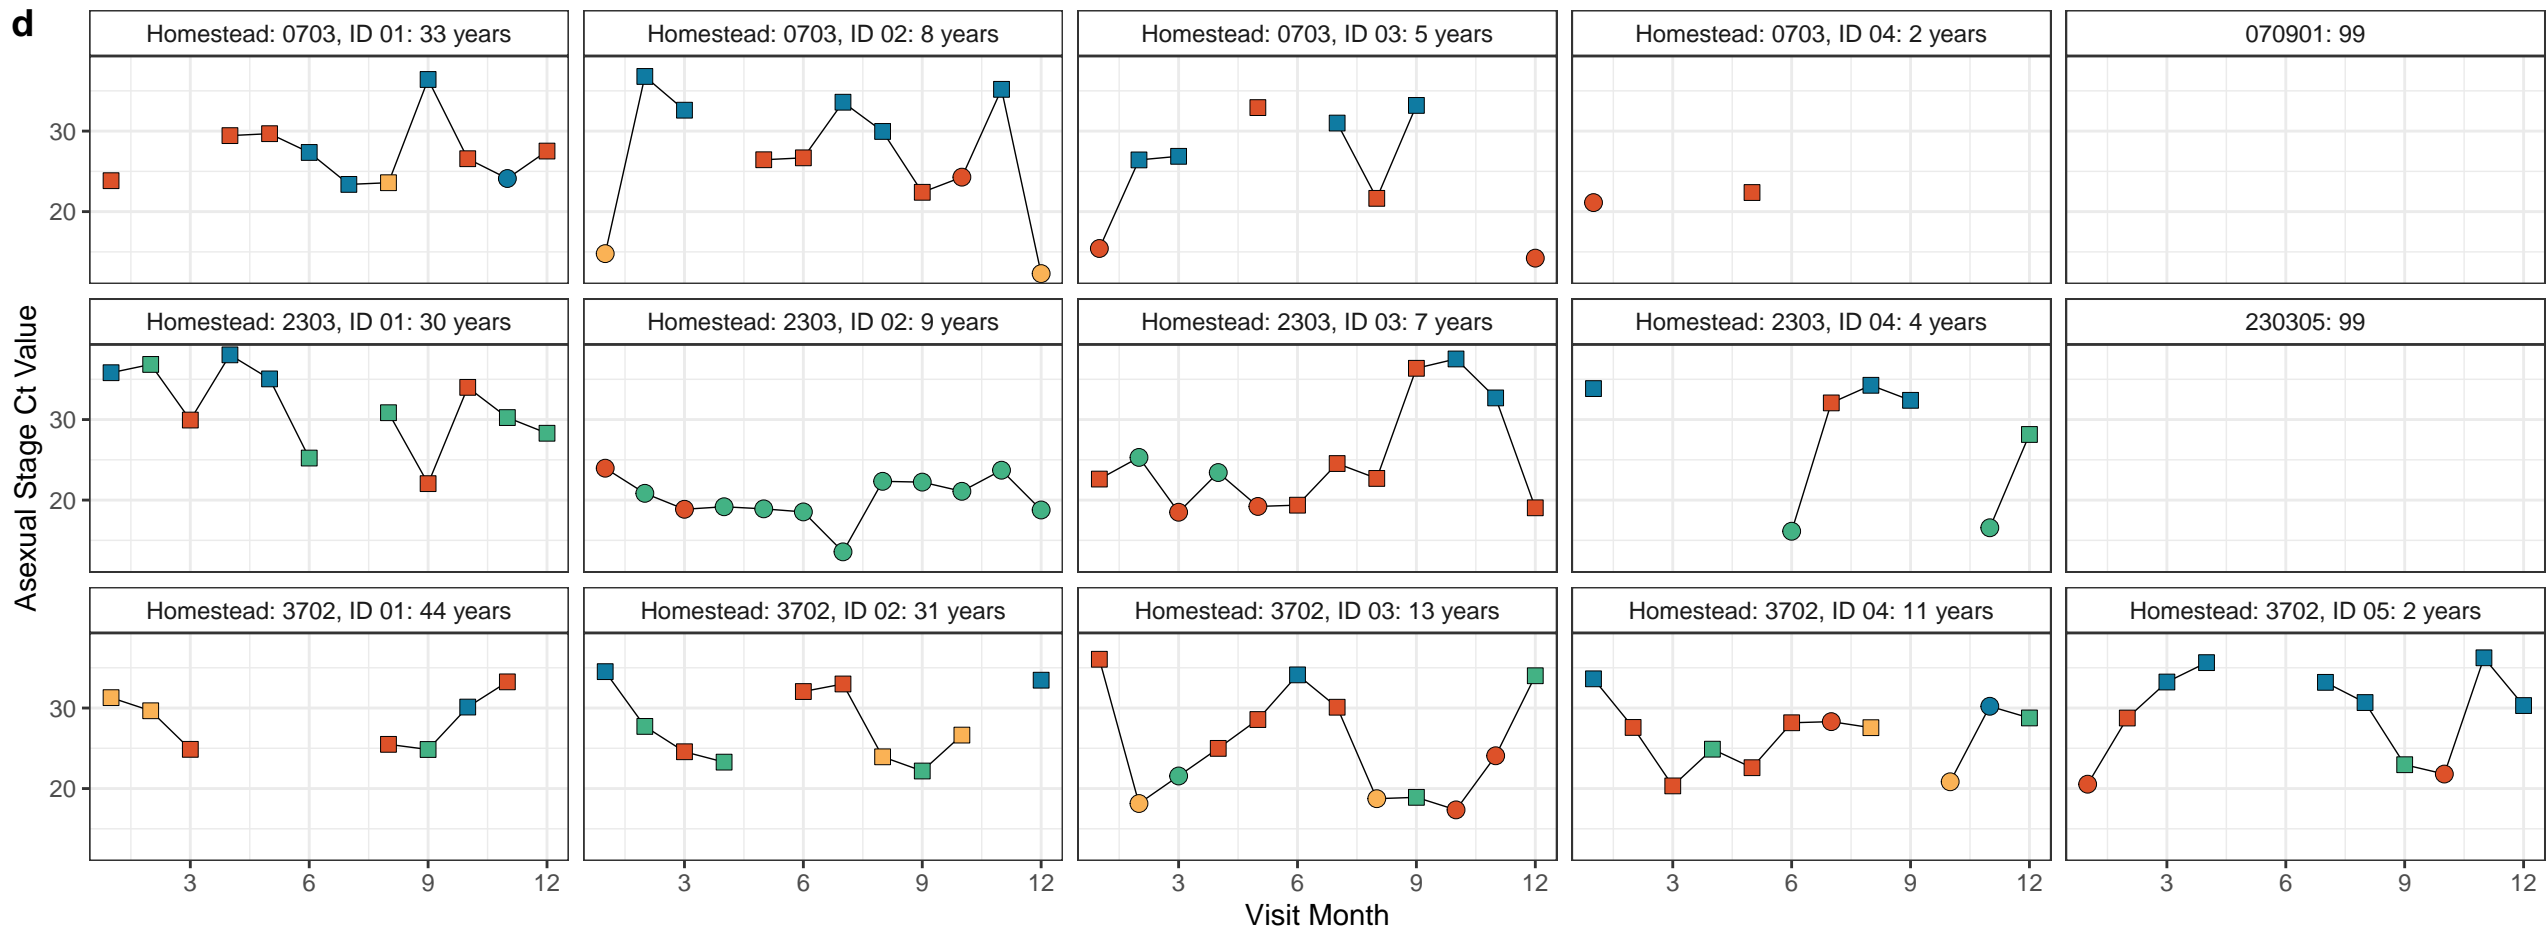 d
Homestead: 0703, ID 01: 33 years
Homestead: 0703, ID 02: 8 years
Homestead: 0703, ID 03: 5 years
Homestead: 0703, ID 04: 2 years
070901: 99
30
20
Homestead: 2303, ID 01: 30 years
Homestead: 2303, ID 02: 9 years
Homestead: 2303, ID 03: 7 years
Homestead: 2303, ID 04: 4 years
230305: 99
30
20
Asexual Stage Ct Value
Homestead: 3702, ID 01: 44 years
Homestead: 3702, ID 02: 31 years
Homestead: 3702, ID 03: 13 years
Homestead: 3702, ID 04: 11 years
Homestead: 3702, ID 05: 2 years
30
20
3 6 9 12
3 6 9 12
3 6 9 12
3 6 9 12
3 6 9 12
Visit Month